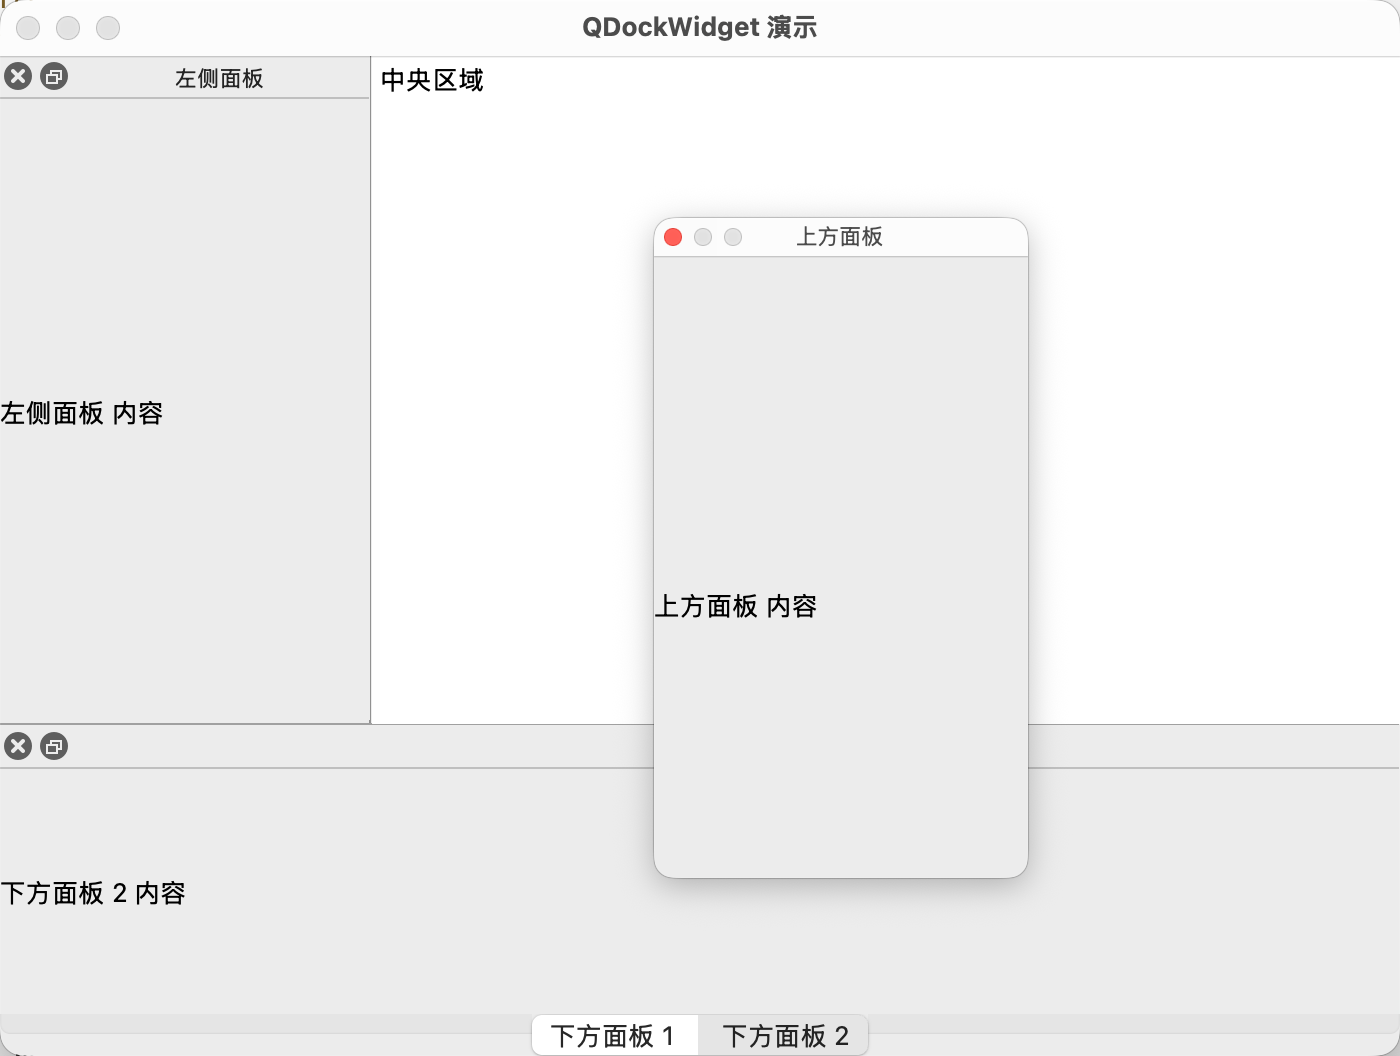 QDockWidget 演示
左侧面板
中央区域
上方面板
左侧面板 内容
上方面板 内容
下方面板 2 内容
下方面板 1
下方面板 2